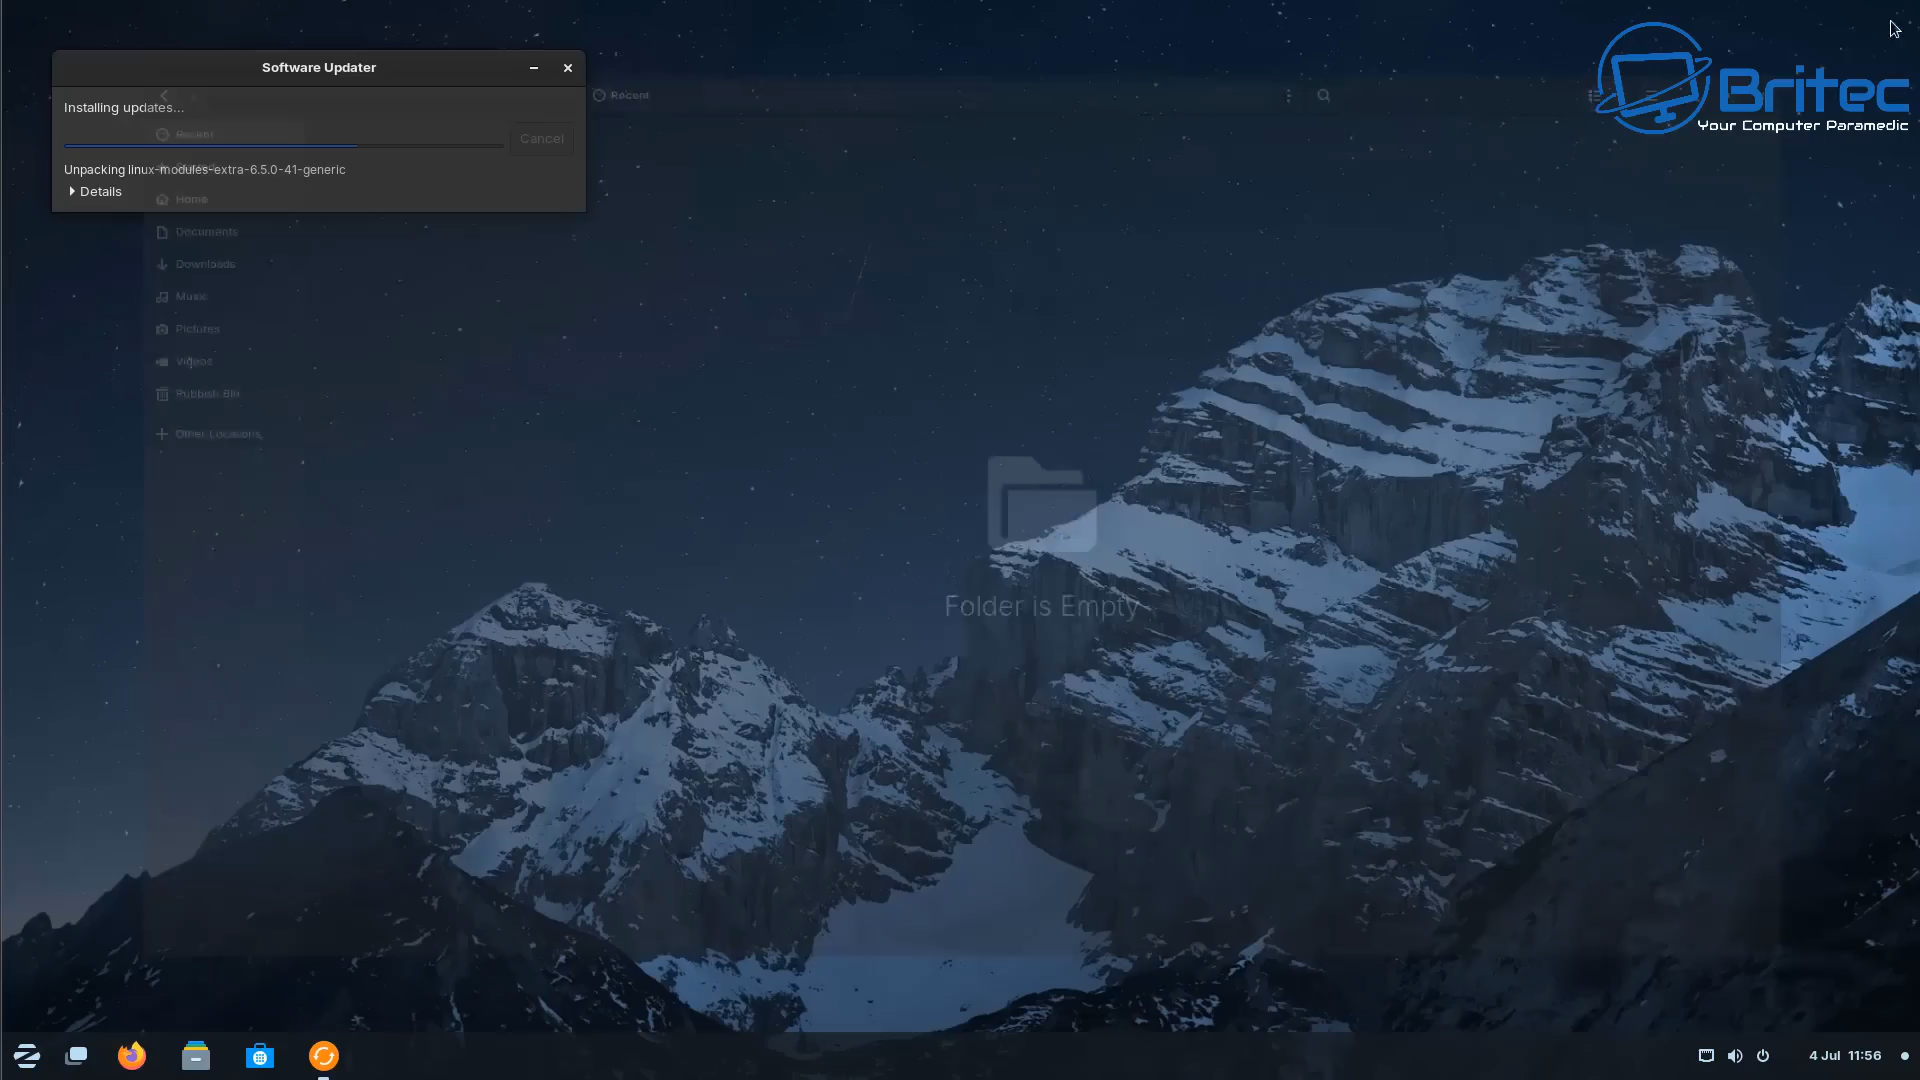 Software Updater
Britec
Your Computer Paramedic
Installing updates...
Recent
Recent
Cancel
Unpacking linux-modules-extra-6.5.0-41-generic
Details
Home
Documents
Downloads
Music
Pictures
Videos
Rubbish Bin
Other Locations
Folder is Empty
4 Jul 11:56